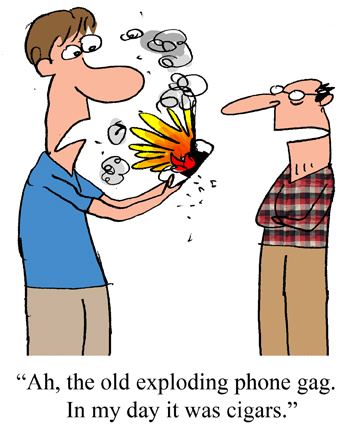 “Ah, the old exploding phone gag.
In my day it was cigars.”